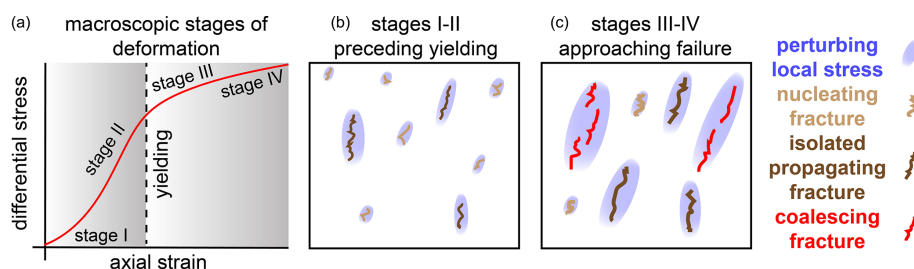 (a)
macroscopic stages of
deformation
differential stress
stage I
stage II
yielding
stage III
stage IV
axial strain
(b)
stages I-II
preceding yielding
(c)
stages III-IV
approaching failure
perturbing
local stress
nucleating
fracture
isolated
propagating
fracture
coalescing
fracture